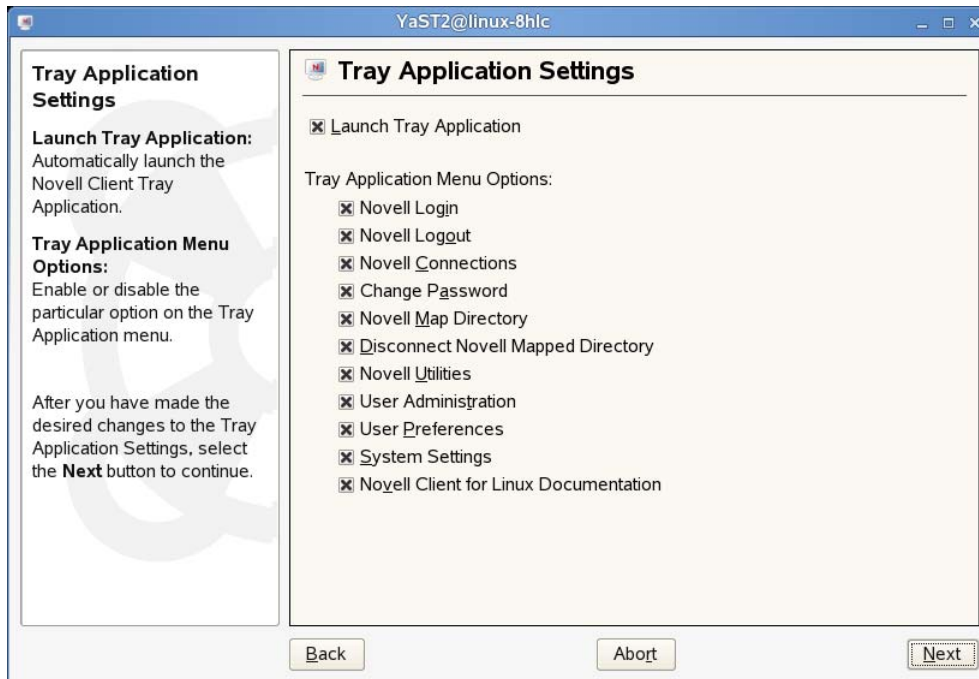 YaST2@linux-8hlc
Tray Application
Settings
Launch Tray Application:
Automatically launch the
Novell Client Tray
Application.
Tray Application Menu
Options:
Enable or disable the
particular option on the Tray
Application menu.
After you have made the
desired changes to the Tray
Application Settings, select
the Next button to continue.
Tray Application Settings
Launch Tray Application
Tray Application Menu Options:
Novell Login
Novell Logout
Novell Connections
Change Password
Novell Map Directory
Disconnect Novell Mapped Directory
Novell Utilities
User Administration
User Preferences
System Settings
Novell Client for Linux Documentation
Back
Abort
Next